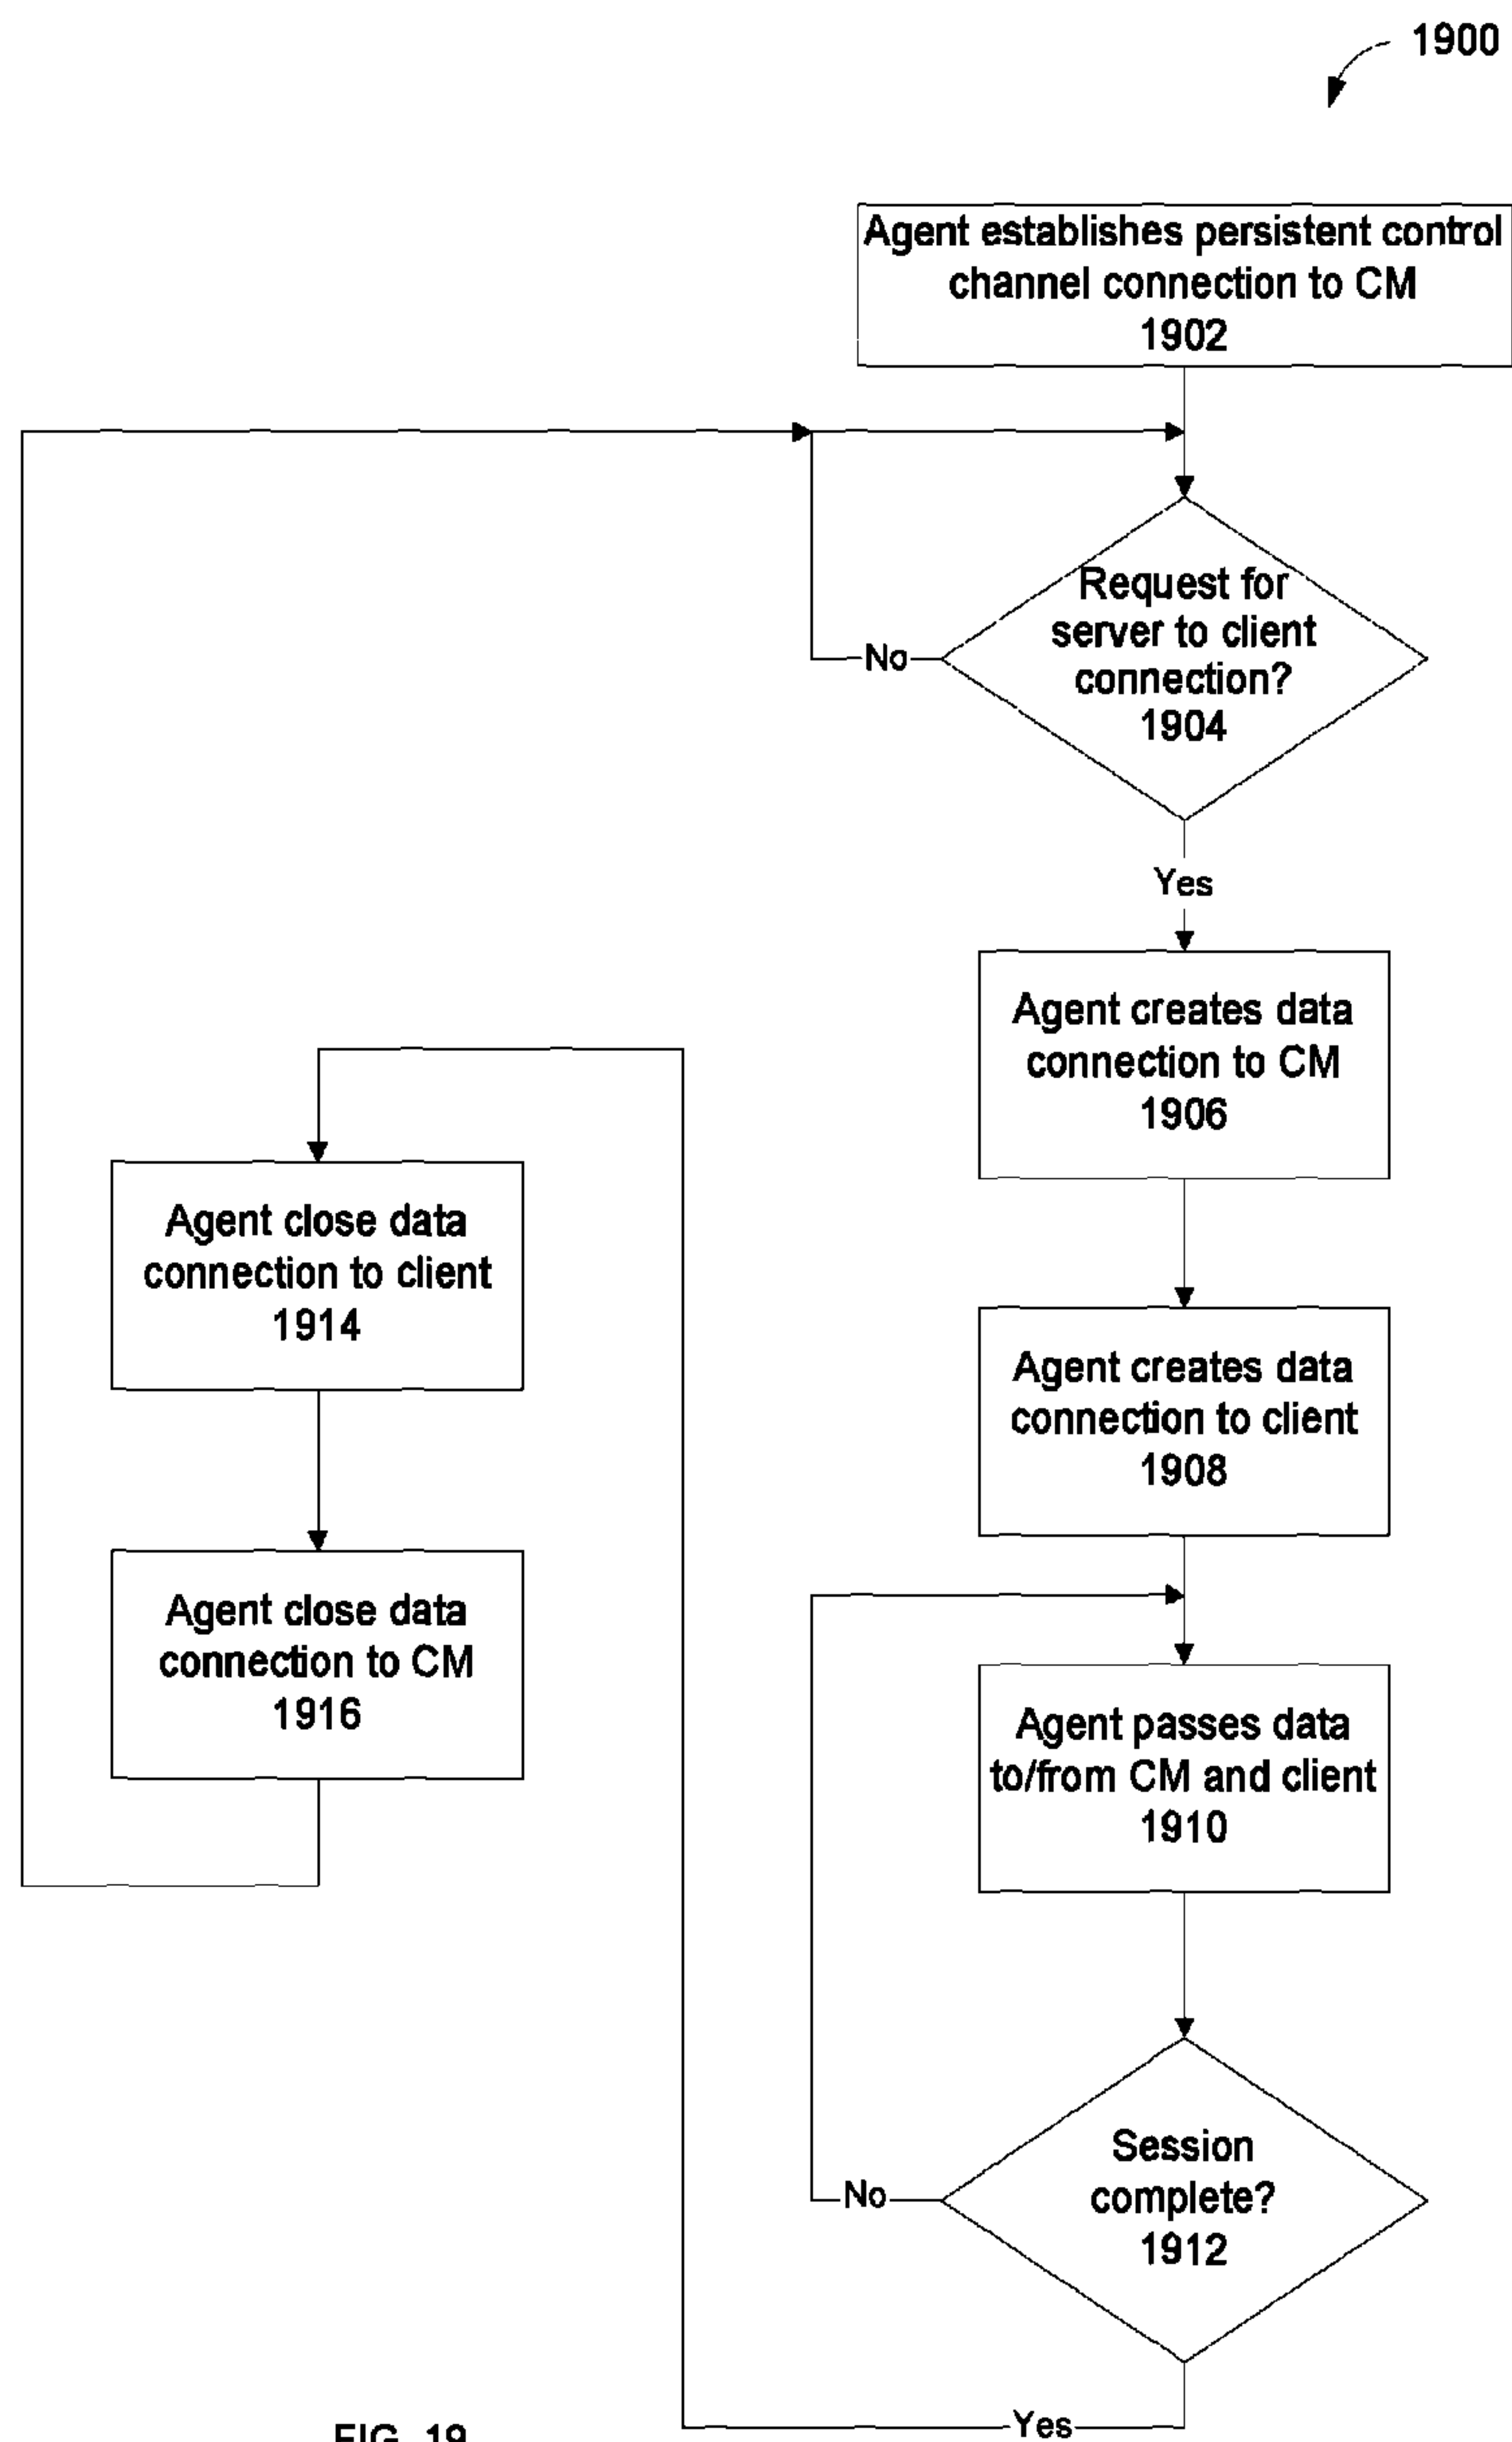 1900
Agent establishes persistent control
channel connection to CM
1902
Request for
server to client
connection?
1904
No
Yes
Agent creates data
connection to CM
1906
Agent creates data
connection to client
1908
Agent passes data
to/from CM and client
1910
Session
complete?
1912
No
Yes
Agent close data
connection to client
1914
Agent close data
connection to CM
1916
FIG. 19